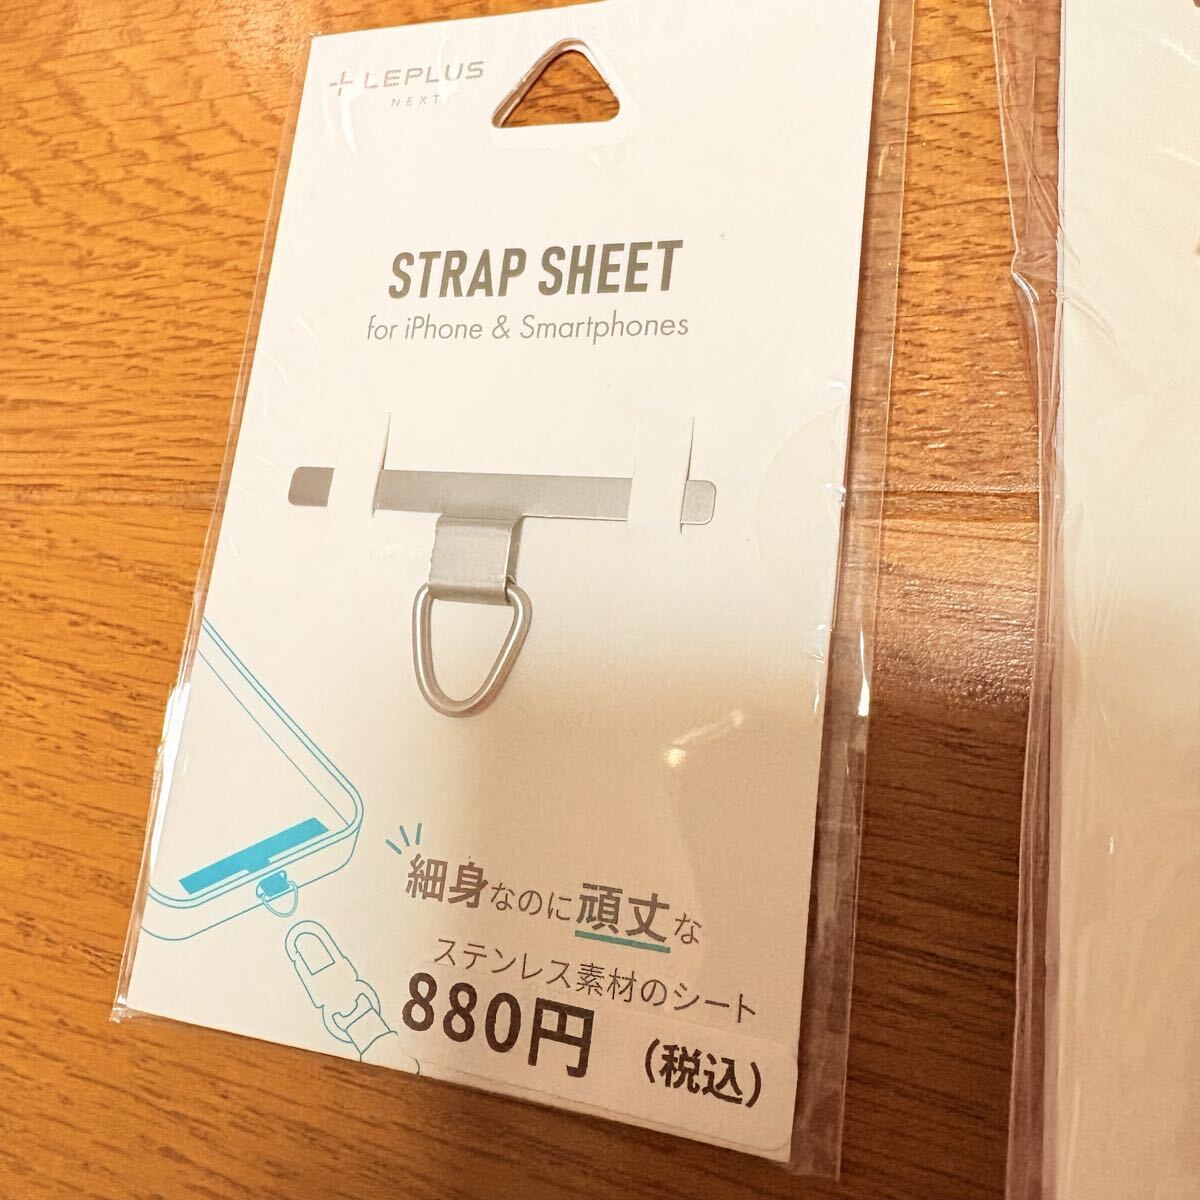 LEPLUS
NEXT
STRAP SHEET
for iPhone & Smartphones
細身なのに頑丈な
ステンレス素材のシート
880円 (税込)